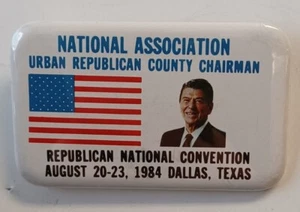 NATIONAL ASSOCIATION
URBAN REPUBLICAN COUNTY CHAIRMAN
REPUBLICAN NATIONAL CONVENTION
AUGUST 20-23, 1984 DALLAS, TEXAS